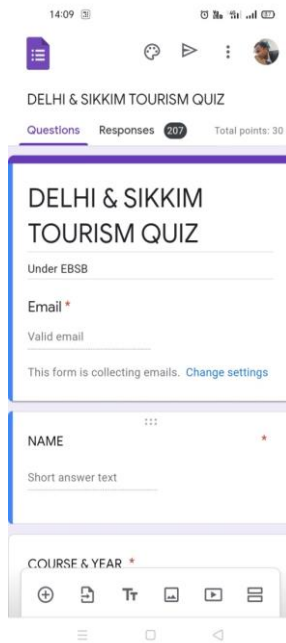 14:09
DELHI & SIKKIM TOURISM QUIZ
Questions Responses 207 Total points: 30
DELHI & SIKKIM
TOURISM QUIZ
Under EBSB
Email *
Valid email
This form is collecting emails. Change settings
NAME *
Short answer text
COURSE & YEAR *
Tт